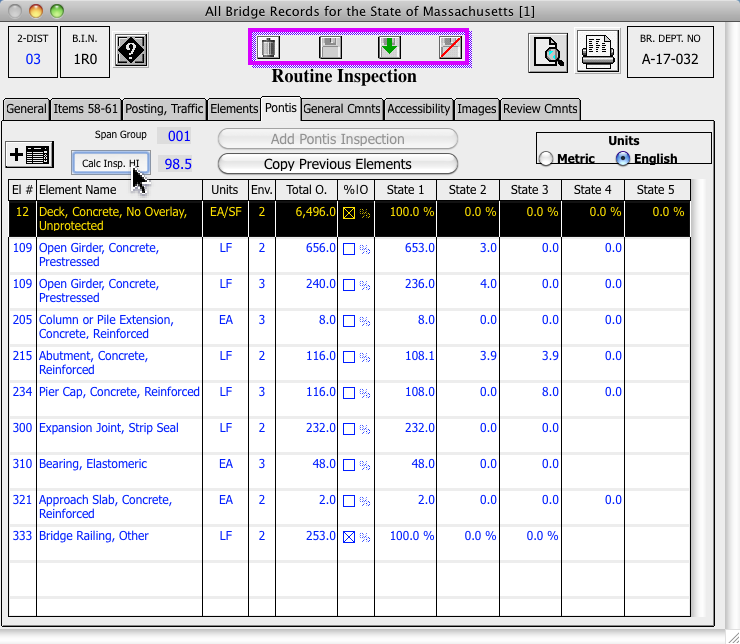 All Bridge Records for the State of Massachusetts [1]
2-DIST
03
B.I.N.
1R0
?
BR. DEPT. NO
A-17-032
Routine Inspection
General Items 58-61 Posting, Traffic Elements Pontis General Cmnts Accessibility Images Review Cmnts
Span Group 001
Add Pontis Inspection
Calc Insp. HI 98.5
Copy Previous Elements
Units
Metric English
El # Element Name Units Env. Total Q. %IO State 1 State 2 State 3 State 4 State 5
12 Deck, Concrete, No Overlay, EA/SF 2 6,496.0 % 100.0 % 0.0 % 0.0 % 0.0 % 0.0 %
Unprotected
109 Open Girder, Concrete, LF 2 656.0 % 653.0 3.0 0.0 0.0
Prestressed
109 Open Girder, Concrete, LF 3 240.0 % 236.0 4.0 0.0 0.0
Prestressed
205 Column or Pile Extension, EA 3 8.0 % 8.0 0.0 0.0 0.0
Concrete, Reinforced
215 Abutment, Concrete, LF 2 116.0 % 108.1 3.9 3.9 0.0
Reinforced
234 Pier Cap, Concrete, Reinforced LF 3 116.0 % 108.0 0.0 8.0 0.0
300 Expansion Joint, Strip Seal LF 2 232.0 % 232.0 0.0 0.0
310 Bearing, Elastomeric EA 3 48.0 % 48.0 0.0 0.0
321 Approach Slab, Concrete, EA 2 2.0 % 2.0 0.0 0.0 0.0
Reinforced
333 Bridge Railing, Other LF 2 253.0 % 100.0 % 0.0 % 0.0 %